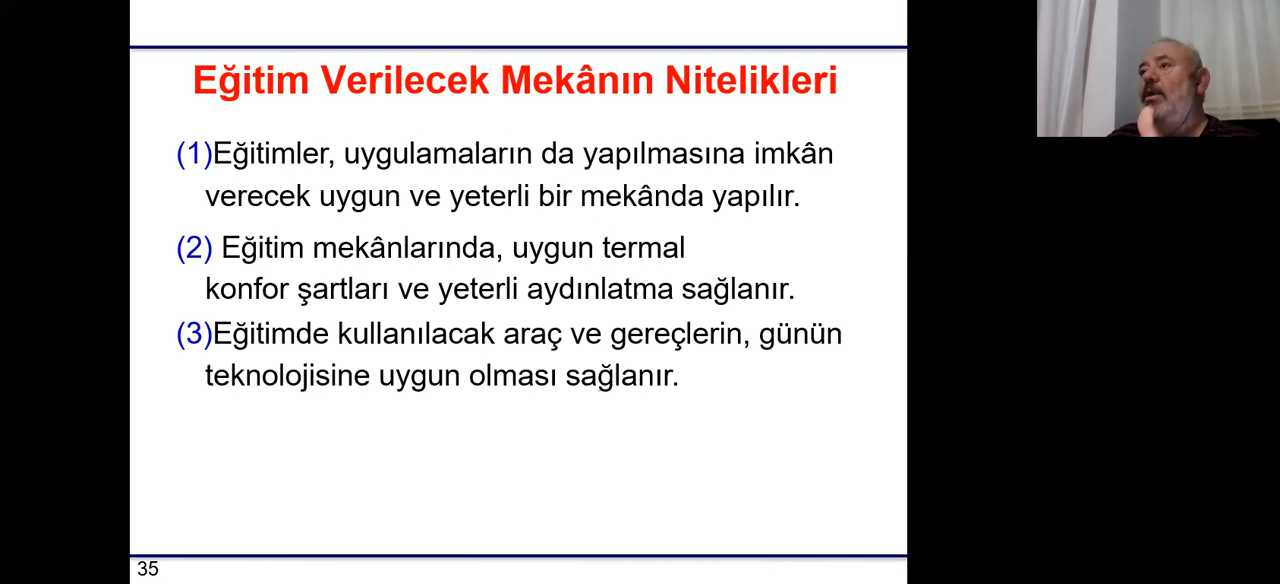 Eğitim Verilecek Mekânın Nitelikleri
(1)Eğitimler, uygulamaların da yapılmasına imkân
verecek uygun ve yeterli bir mekânda yapılır.
(2) Eğitim mekânlarında, uygun termal
konfor şartları ve yeterli aydınlatma sağlanır.
(3)Eğitimde kullanılacak araç ve gereçlerin, günün
teknolojisine uygun olması sağlanır.
35